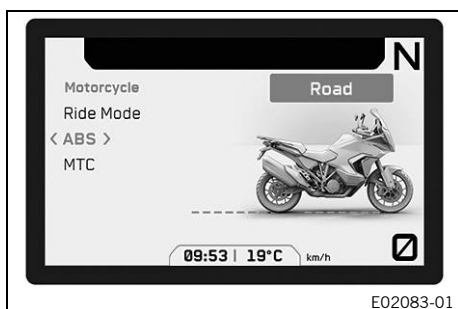 N
Motorcycle
Road
Ride Mode
< ABS >
MTC
09:53 | 19°C km/h
0
E02083-01